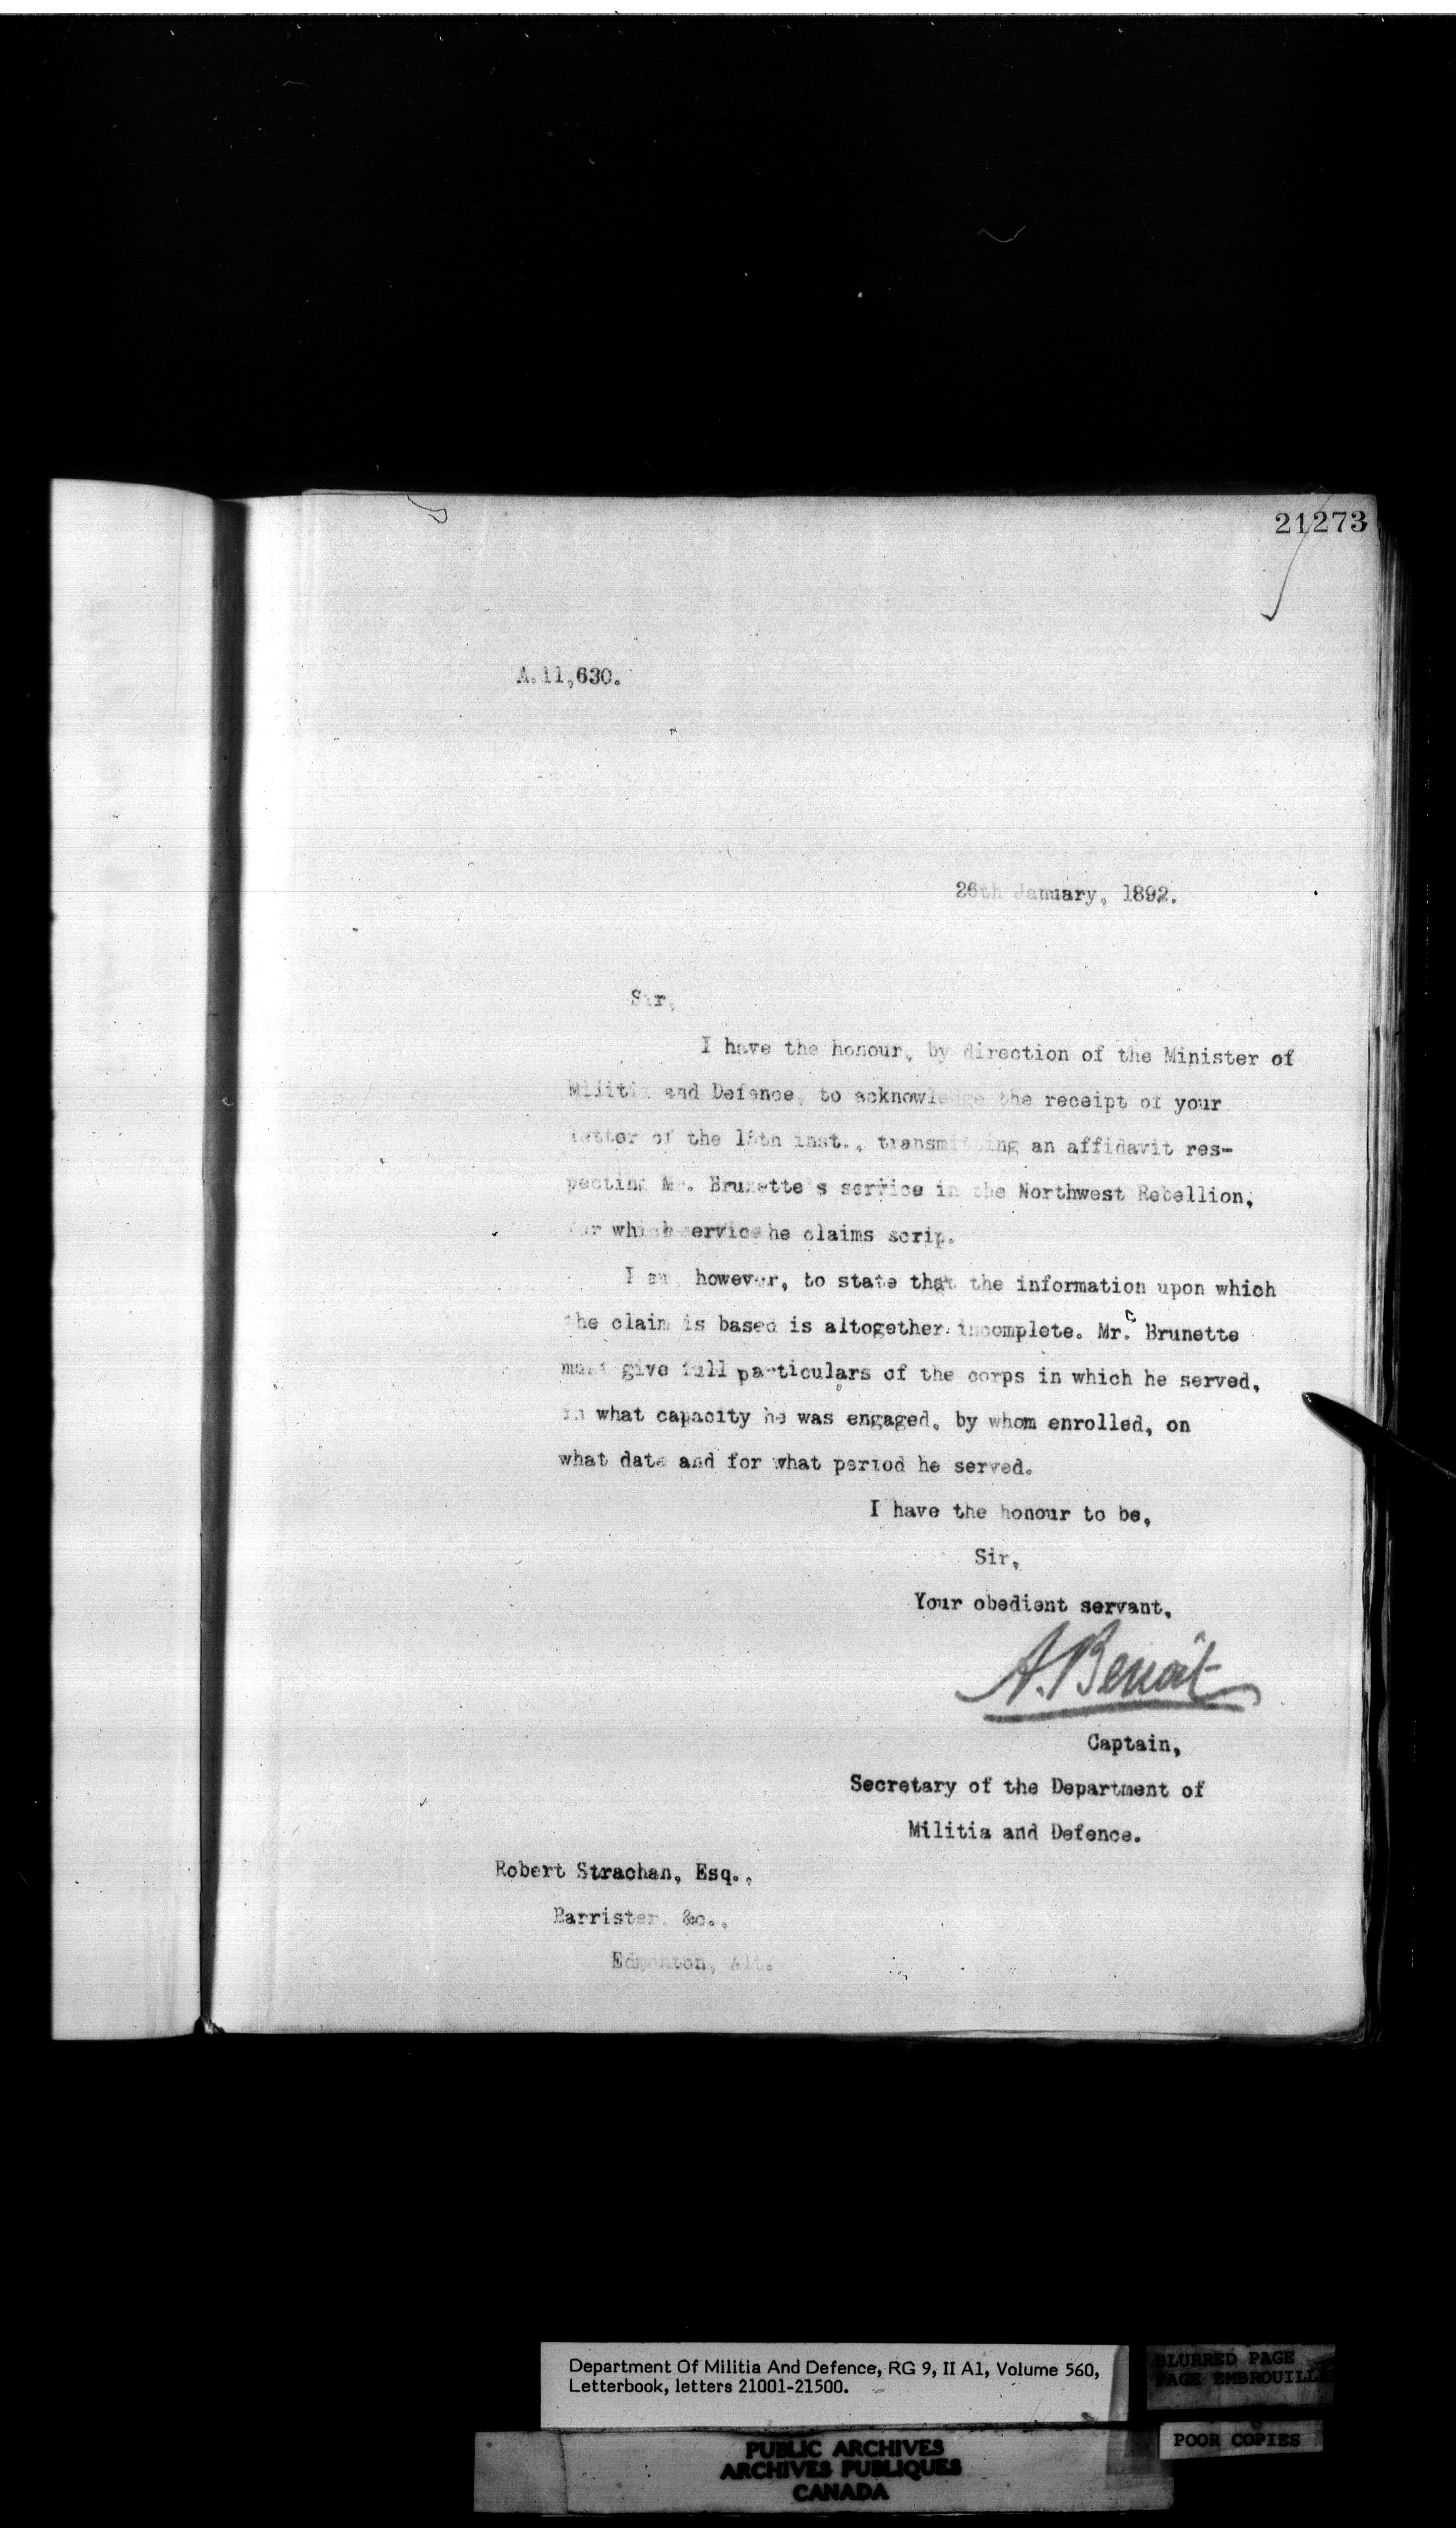 21273
A.11,630.
26th January, 1892.
Sir,
I have the honour, by direction of the Minister of
Militia and Defence, to acknowledge the receipt of your
letter of the 15th inst., transmitting an affidavit res-
pecting Mr. Brunette's service in the Northwest Rebellion,
for which service he claims scrip.
I am, however, to state that the information upon which
the claim is based is altogether incomplete. Mr. Brunette
must give full particulars of the corps in which he served,
in what capacity he was engaged, by whom enrolled, on
what date and for what period he served.
I have the honour to be,
Sir,
Your obedient servant,
A. Benoit
Captain,
Secretary of the Department of
Militia and Defence.
Robert Strachan, Esq.,
Barrister, &c.,
Edmonton, Alt.
Department Of Militia And Defence, RG 9, II A1, Volume 560,
Letterbook, letters 21001-21500.
BLURRED PAGE
PAGE EMBROUILLE
POOR COPIES
PUBLIC ARCHIVES
ARCHIVES PUBLIQUES
CANADA